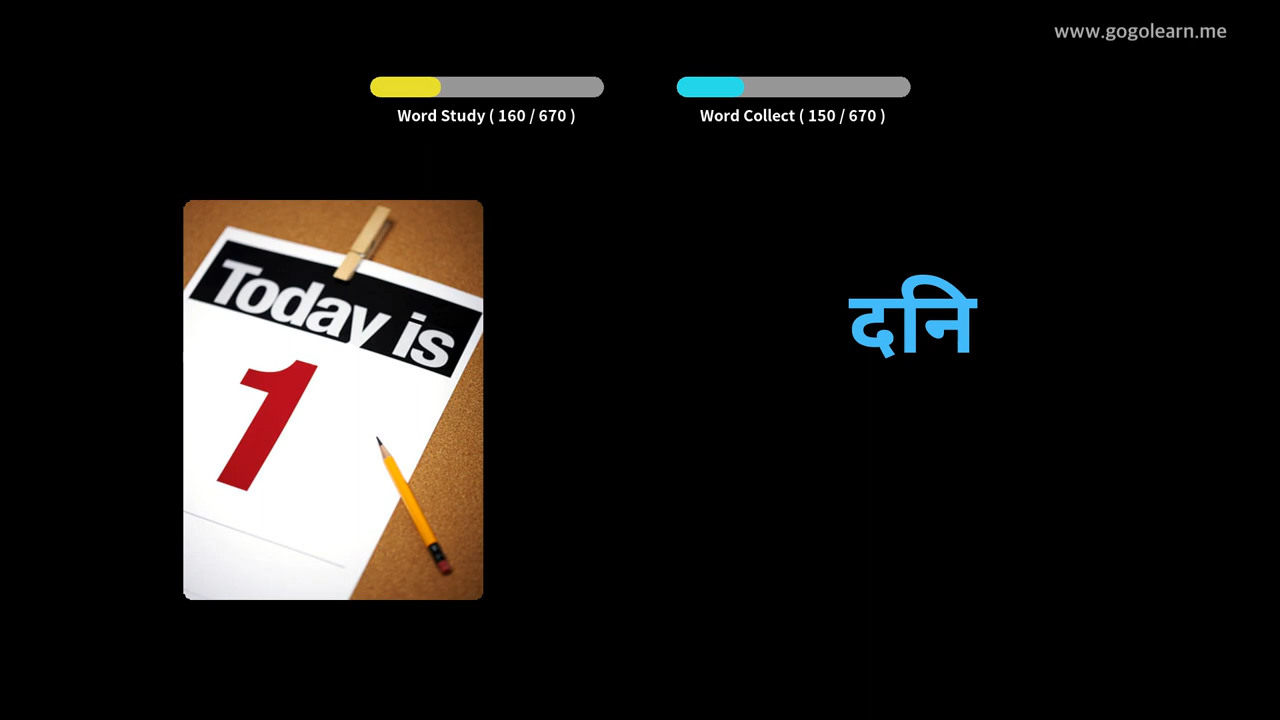 www.gogolearn.me
Word Study ( 160 / 670 )
Word Collect ( 150 / 670 )
Today is
1
दनि